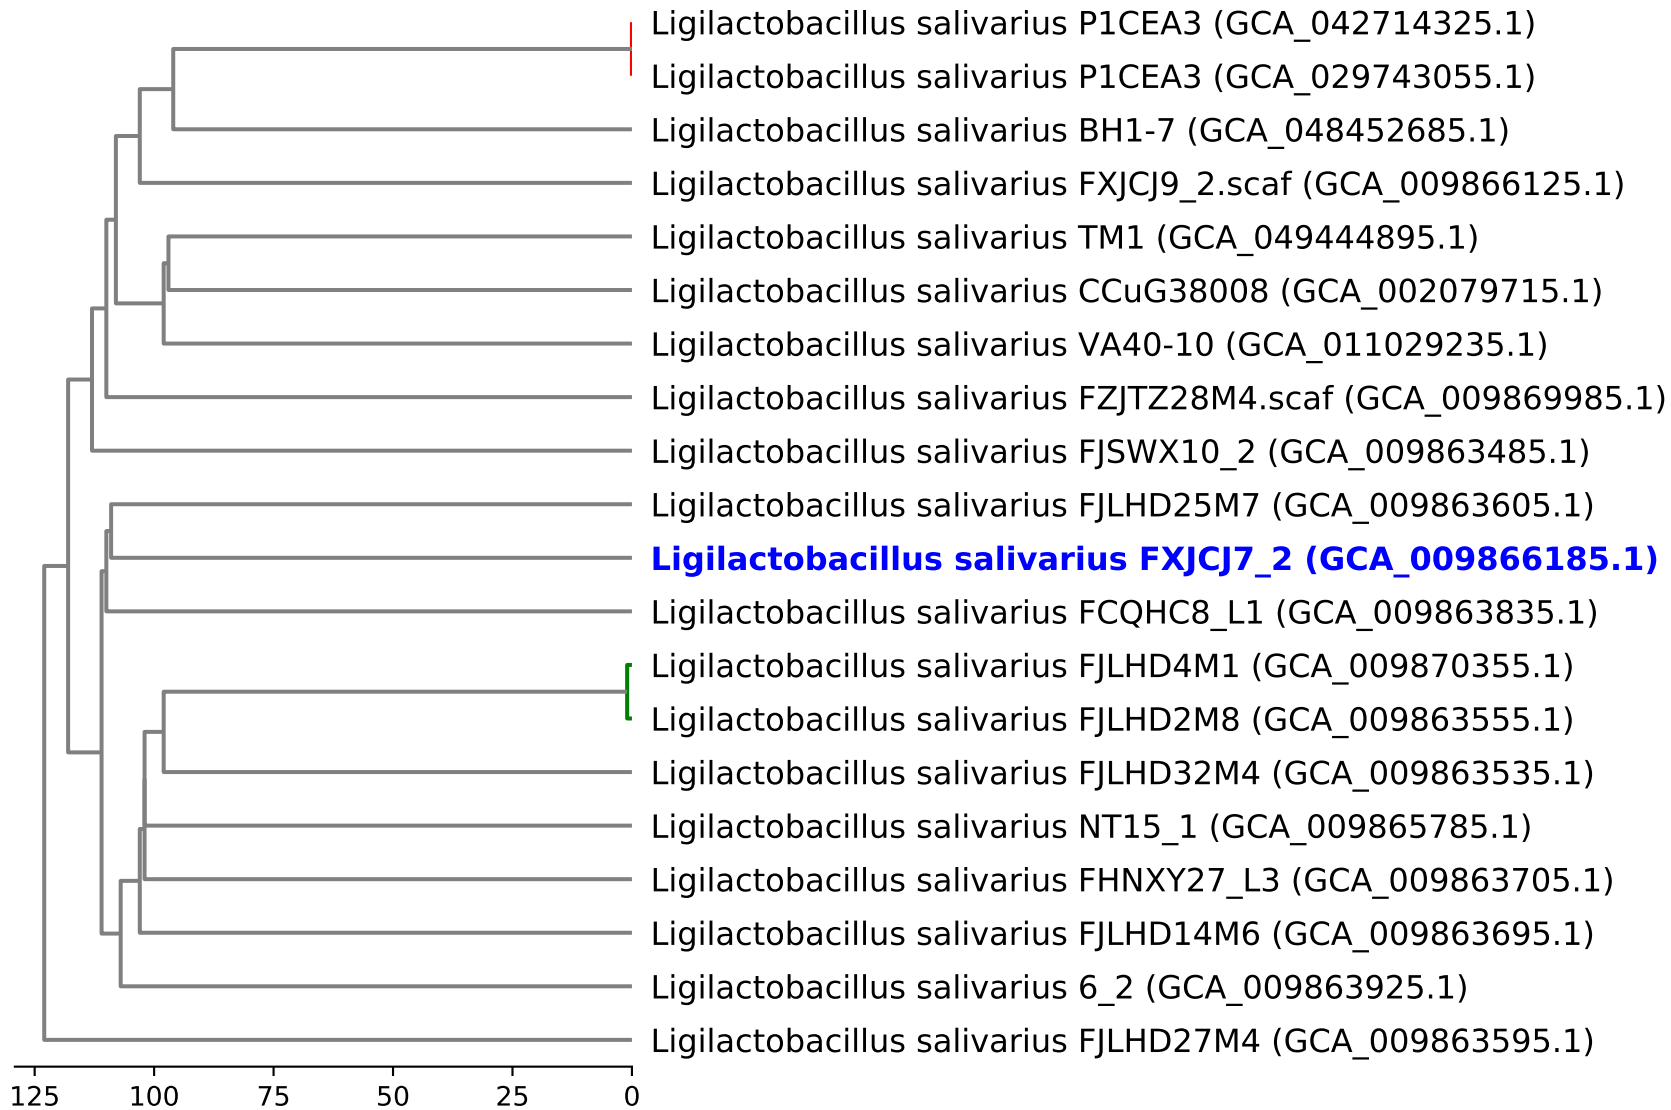 Ligilactobacillus salivarius P1CEA3 (GCA_042714325.1)
Ligilactobacillus salivarius P1CEA3 (GCA_029743055.1)
Ligilactobacillus salivarius BH1-7 (GCA_048452685.1)
Ligilactobacillus salivarius FXJCJ9_2.scaf (GCA_009866125.1)
Ligilactobacillus salivarius TM1 (GCA_049444895.1)
Ligilactobacillus salivarius CCuG38008 (GCA_002079715.1)
Ligilactobacillus salivarius VA40-10 (GCA_011029235.1)
Ligilactobacillus salivarius FZJTZ28M4.scaf (GCA_009869985.1)
Ligilactobacillus salivarius FJSWX10_2 (GCA_009863485.1)
Ligilactobacillus salivarius FJLHD25M7 (GCA_009863605.1)
Ligilactobacillus salivarius FXJCJ7_2 (GCA_009866185.1)
Ligilactobacillus salivarius FCQHC8_L1 (GCA_009863835.1)
Ligilactobacillus salivarius FJLHD4M1 (GCA_009870355.1)
Ligilactobacillus salivarius FJLHD2M8 (GCA_009863555.1)
Ligilactobacillus salivarius FJLHD32M4 (GCA_009863535.1)
Ligilactobacillus salivarius NT15_1 (GCA_009865785.1)
Ligilactobacillus salivarius FHNXY27_L3 (GCA_009863705.1)
Ligilactobacillus salivarius FJLHD14M6 (GCA_009863695.1)
Ligilactobacillus salivarius 6_2 (GCA_009863925.1)
Ligilactobacillus salivarius FJLHD27M4 (GCA_009863595.1)
125 100 75 50 25 0